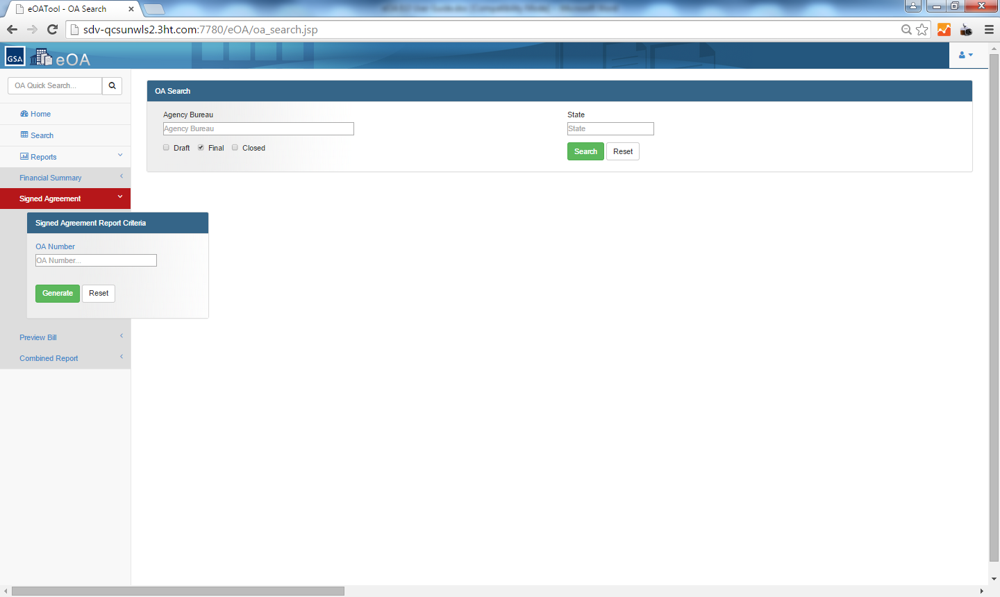 eOATool - OA Search
sdv-qcsunwls2.3ht.com:7780/eOA/oa_search.jsp
GSA eOA
OA Quick Search...
Home
Search
Reports
Financial Summary
Signed Agreement
Signed Agreement Report Criteria
OA Number
OA Number...
Generate Reset
Preview Bill
Combined Report
OA Search
Agency Bureau State
Agency Bureau State
Draft Final Closed
Search Reset